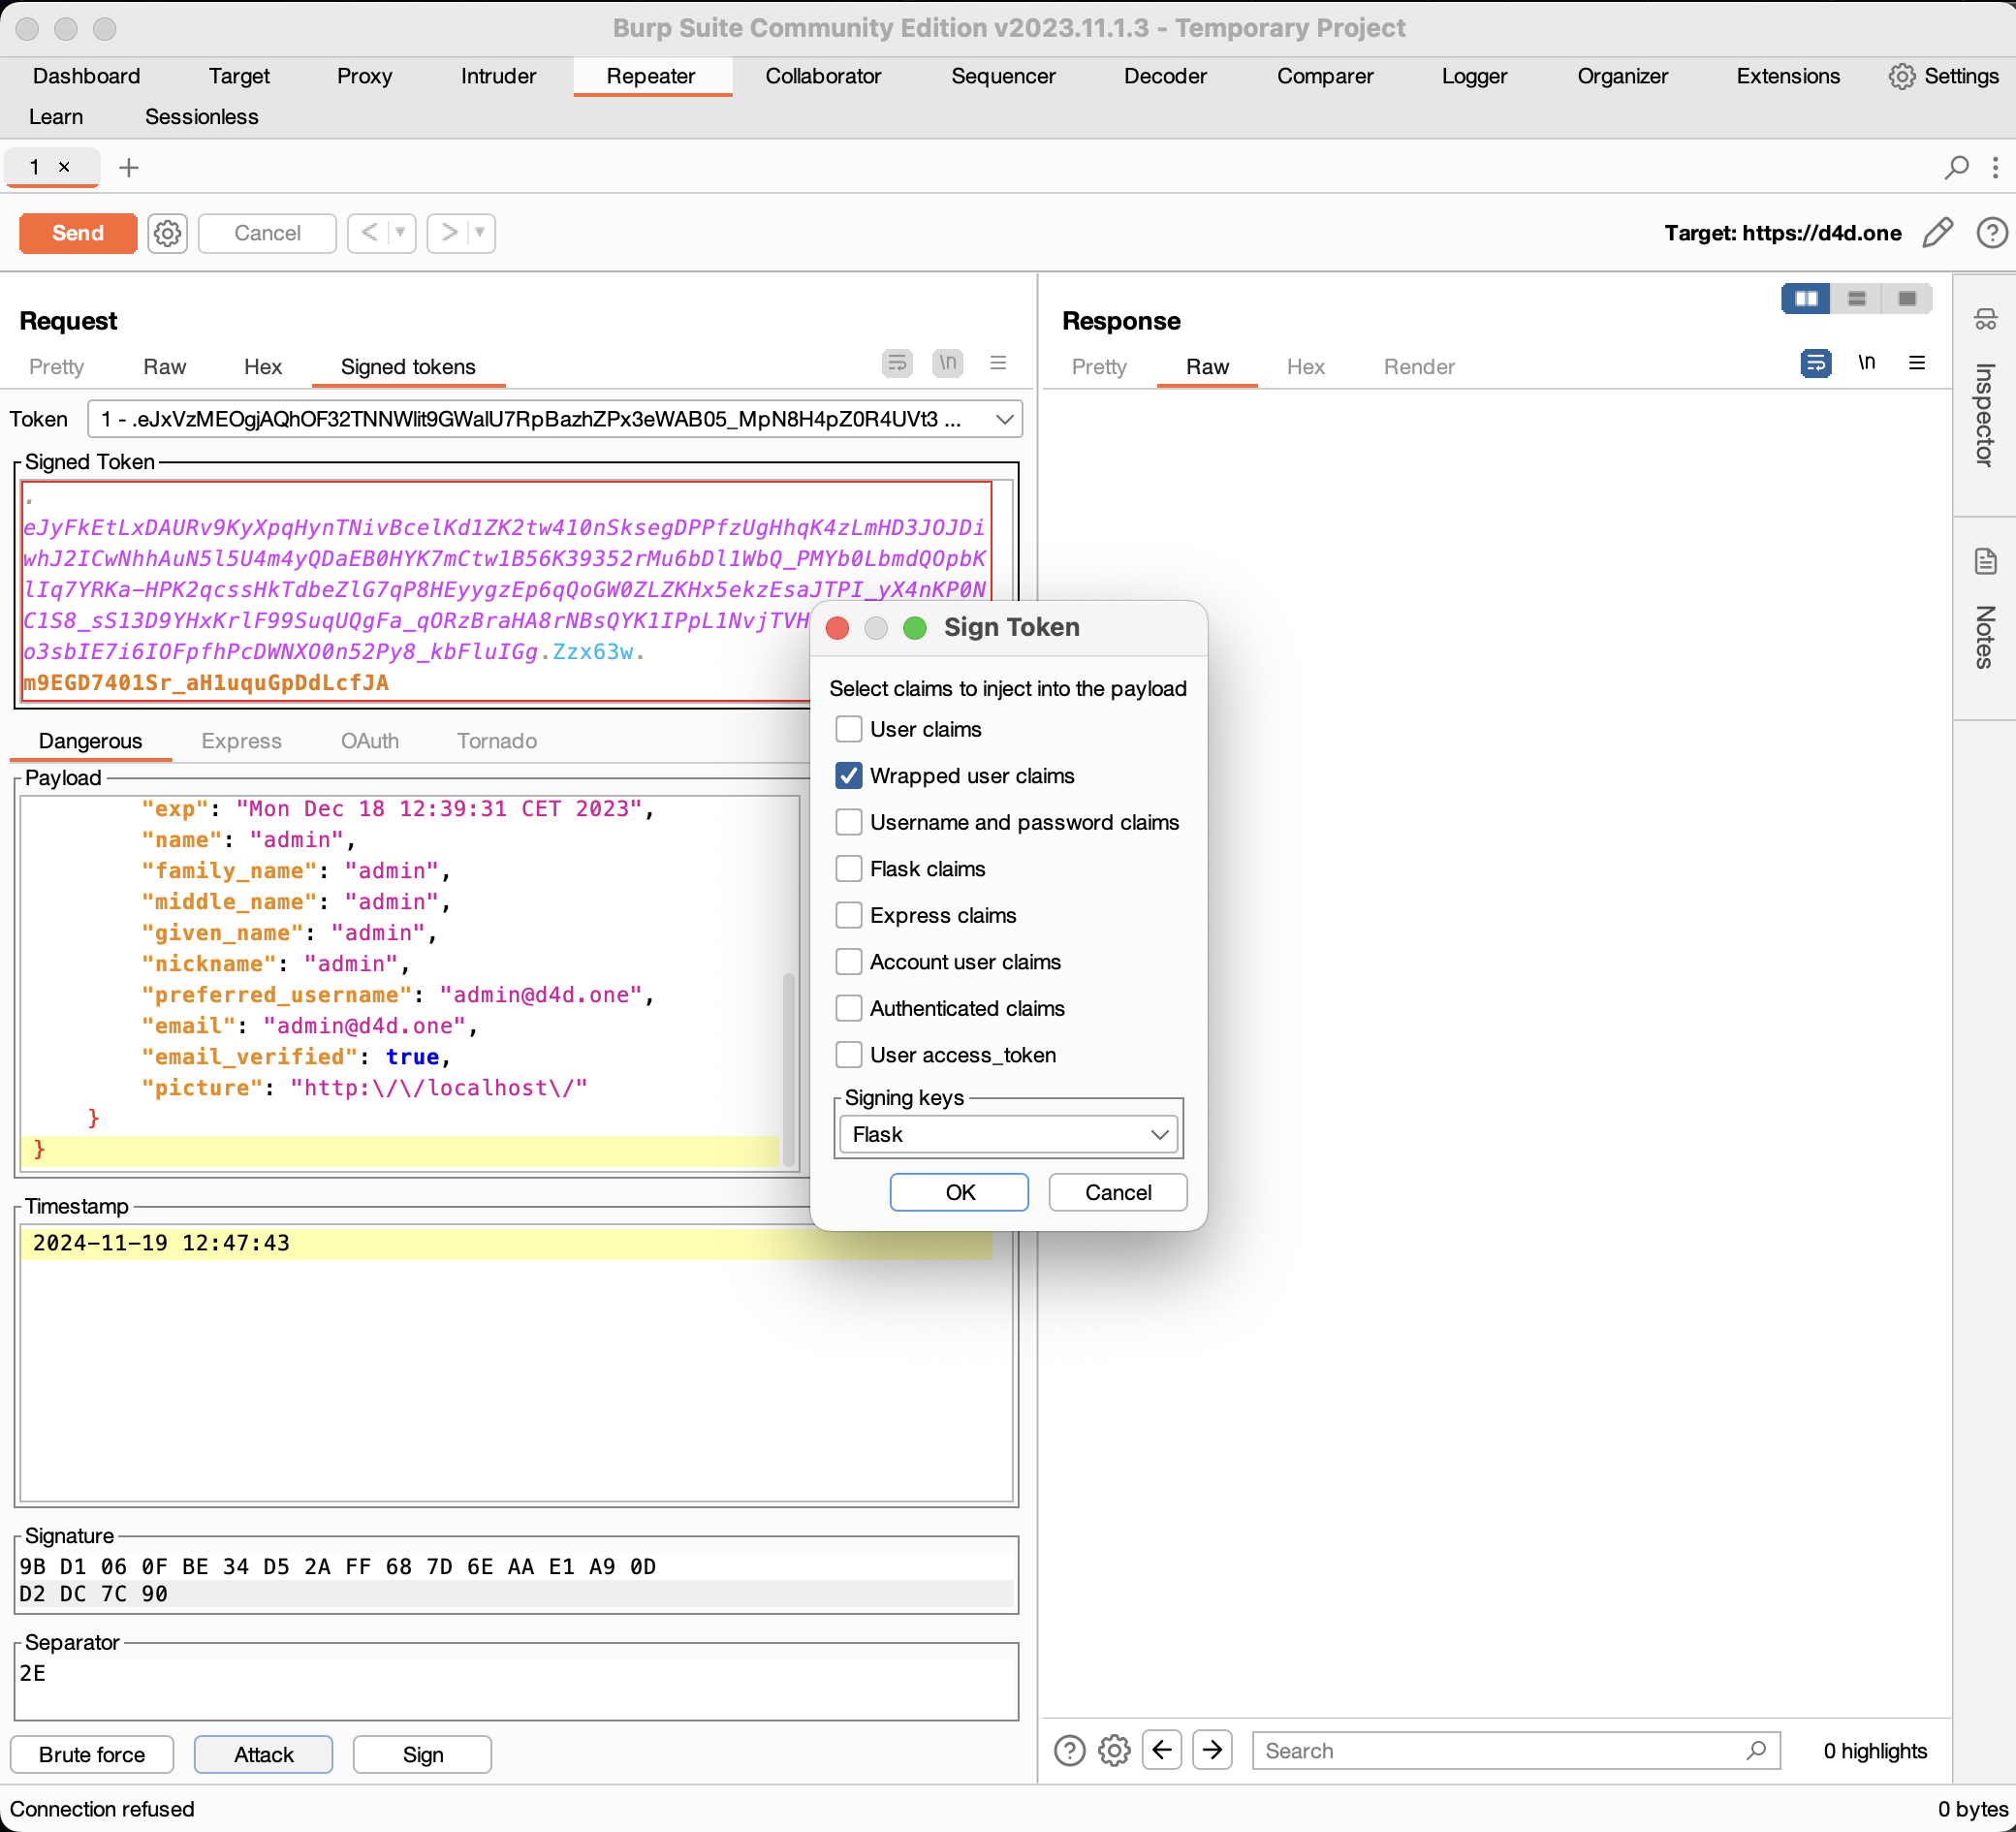 Burp Suite Community Edition v2023.11.1.3 - Temporary Project
Dashboard Target Proxy Intruder Repeater Collaborator Sequencer Decoder Comparer Logger Organizer Extensions Settings
Learn Sessionless
1 × +
Send Cancel < > Target: https://d4d.one
Request
Pretty Raw Hex Signed tokens \n
Response
Pretty Raw Hex Render \n
Inspector
Notes
Token 1 - .eJxVzMEOgjAQhOF32TNNWlit9GWalU7RpBazhZPx3eWAB05_MpN8H4pZ0R4UVt3 ...
Signed Token
.
eJyFkEtLxDAURv9KyXpqHynTNivBcelKd1ZK2tw410nSksegDPPfzUgHhqK4zLmHD3JOJDi
whJ2ICwNhhAuN5l5U4m4yQDaEB0HYK7mCtw1B56K39352rMu6bDl1WbQ_PMYb0LbmdQOpbK
lIq7YRKa-HPK2qcssHkTdbeZlG7qP8HEyygzEp6qQoGW0ZLZKHx5ekzEsaJTPI_yX4nKP0N
C1S8_sS13D9YHxKrlF99SuqUQgFa_qORzBraHA8rNBsQYK1IPpL1NvjTVH
o3sbIE7i6IOFpfhPcDWNXO0n52Py8_kbFluIGg.Zzx63w.
m9EGD7401Sr_aH1uquGpDdLcfJA
Dangerous Express OAuth Tornado
Payload
"exp": "Mon Dec 18 12:39:31 CET 2023",
"name": "admin",
"family_name": "admin",
"middle_name": "admin",
"given_name": "admin",
"nickname": "admin",
"preferred_username": "admin@d4d.one",
"email": "admin@d4d.one",
"email_verified": true,
"picture": "http:\/\/localhost\/"
}
}
Timestamp
2024-11-19 12:47:43
Signature
9B D1 06 0F BE 34 D5 2A FF 68 7D 6E AA E1 A9 0D
D2 DC 7C 90
Separator
2E
Brute force Attack Sign
Sign Token
Select claims to inject into the payload
User claims
Wrapped user claims
Username and password claims
Flask claims
Express claims
Account user claims
Authenticated claims
User access_token
Signing keys
Flask
OK Cancel
Search 0 highlights
Connection refused 0 bytes